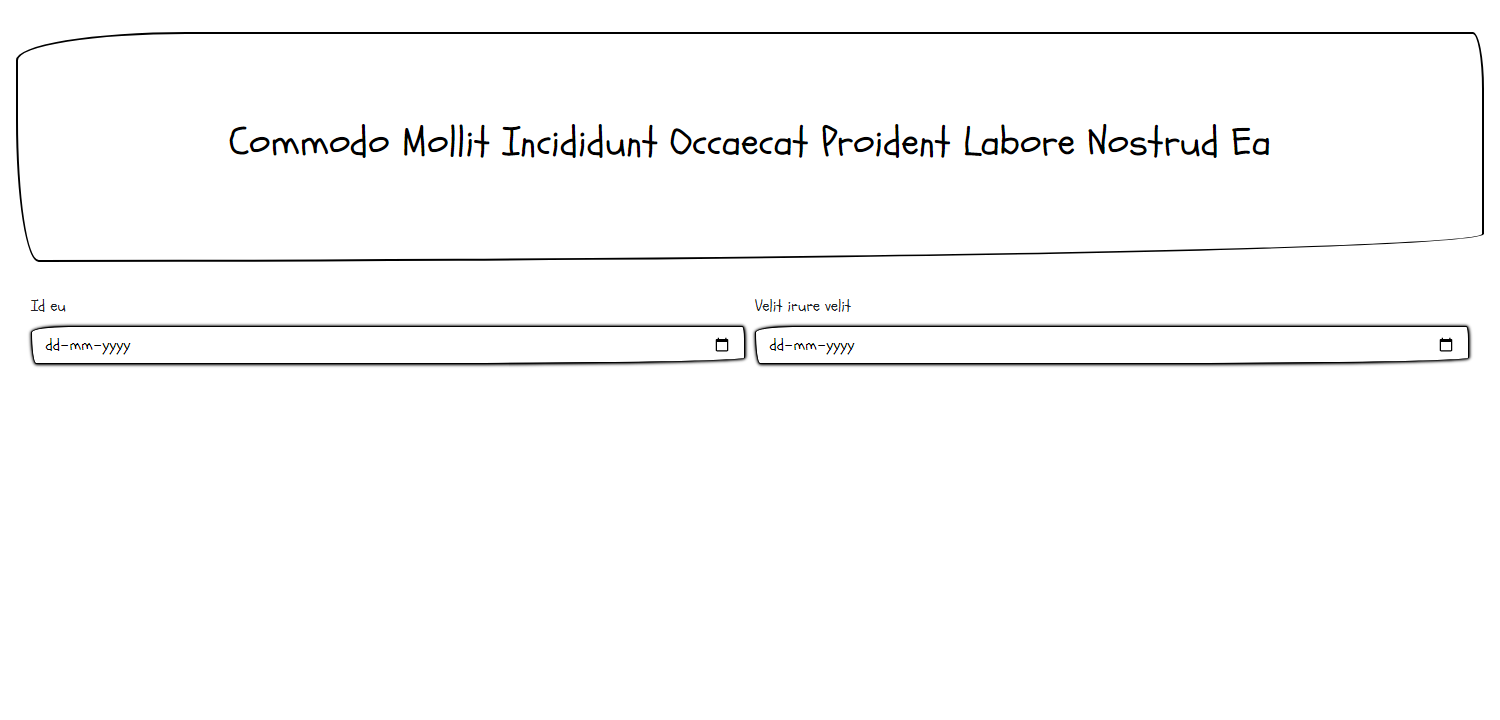 Commodo Mollit Incididunt Occaecat Proident Labore Nostrud Ea
Id eu
Velit irure velit
dd-mm-yyyy
dd-mm-yyyy